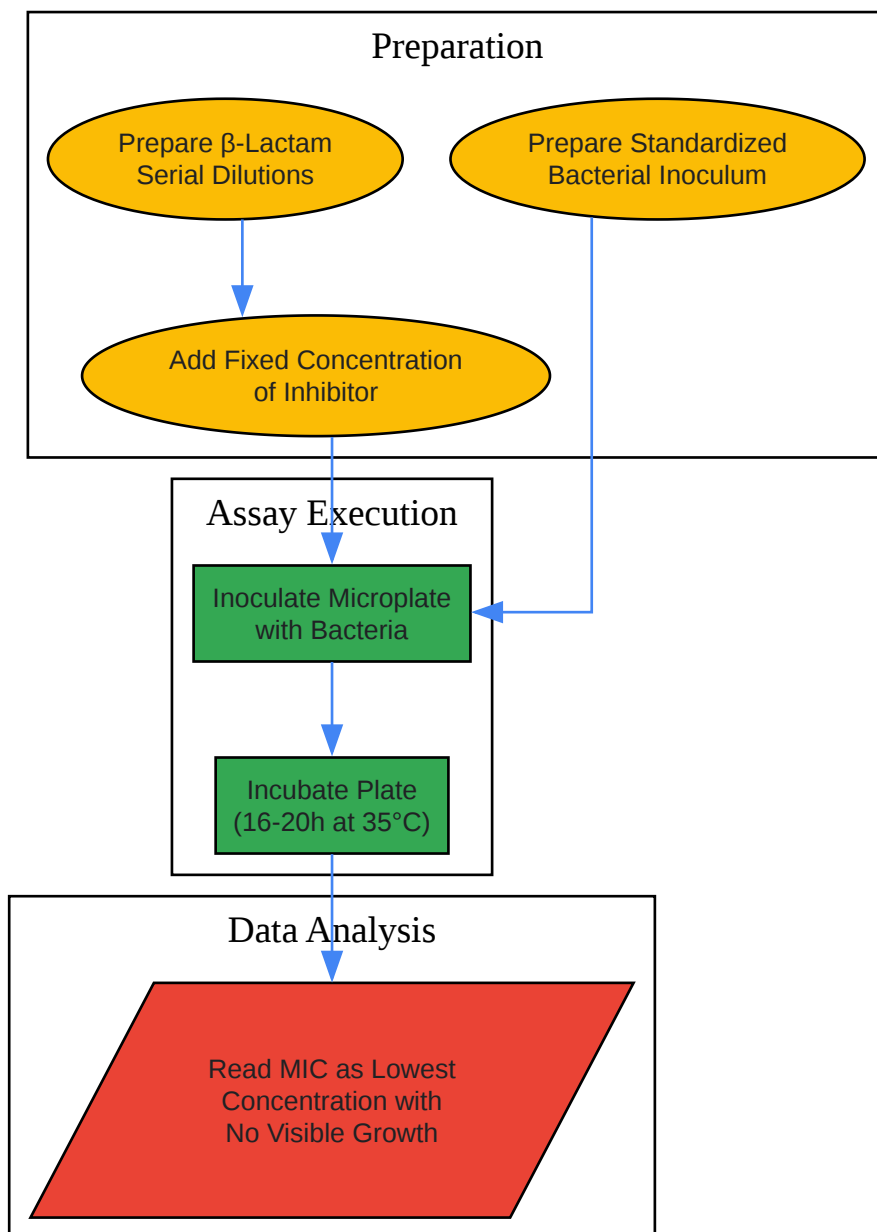 Preparation
Prepare β-Lactam
Serial Dilutions
Prepare Standardized
Bacterial Inoculum
Add Fixed Concentration
of Inhibitor
Assay Execution
Inoculate Microplate
with Bacteria
Incubate Plate
(16-20h at 35°C)
Data Analysis
Read MIC as Lowest
Concentration with
No Visible Growth